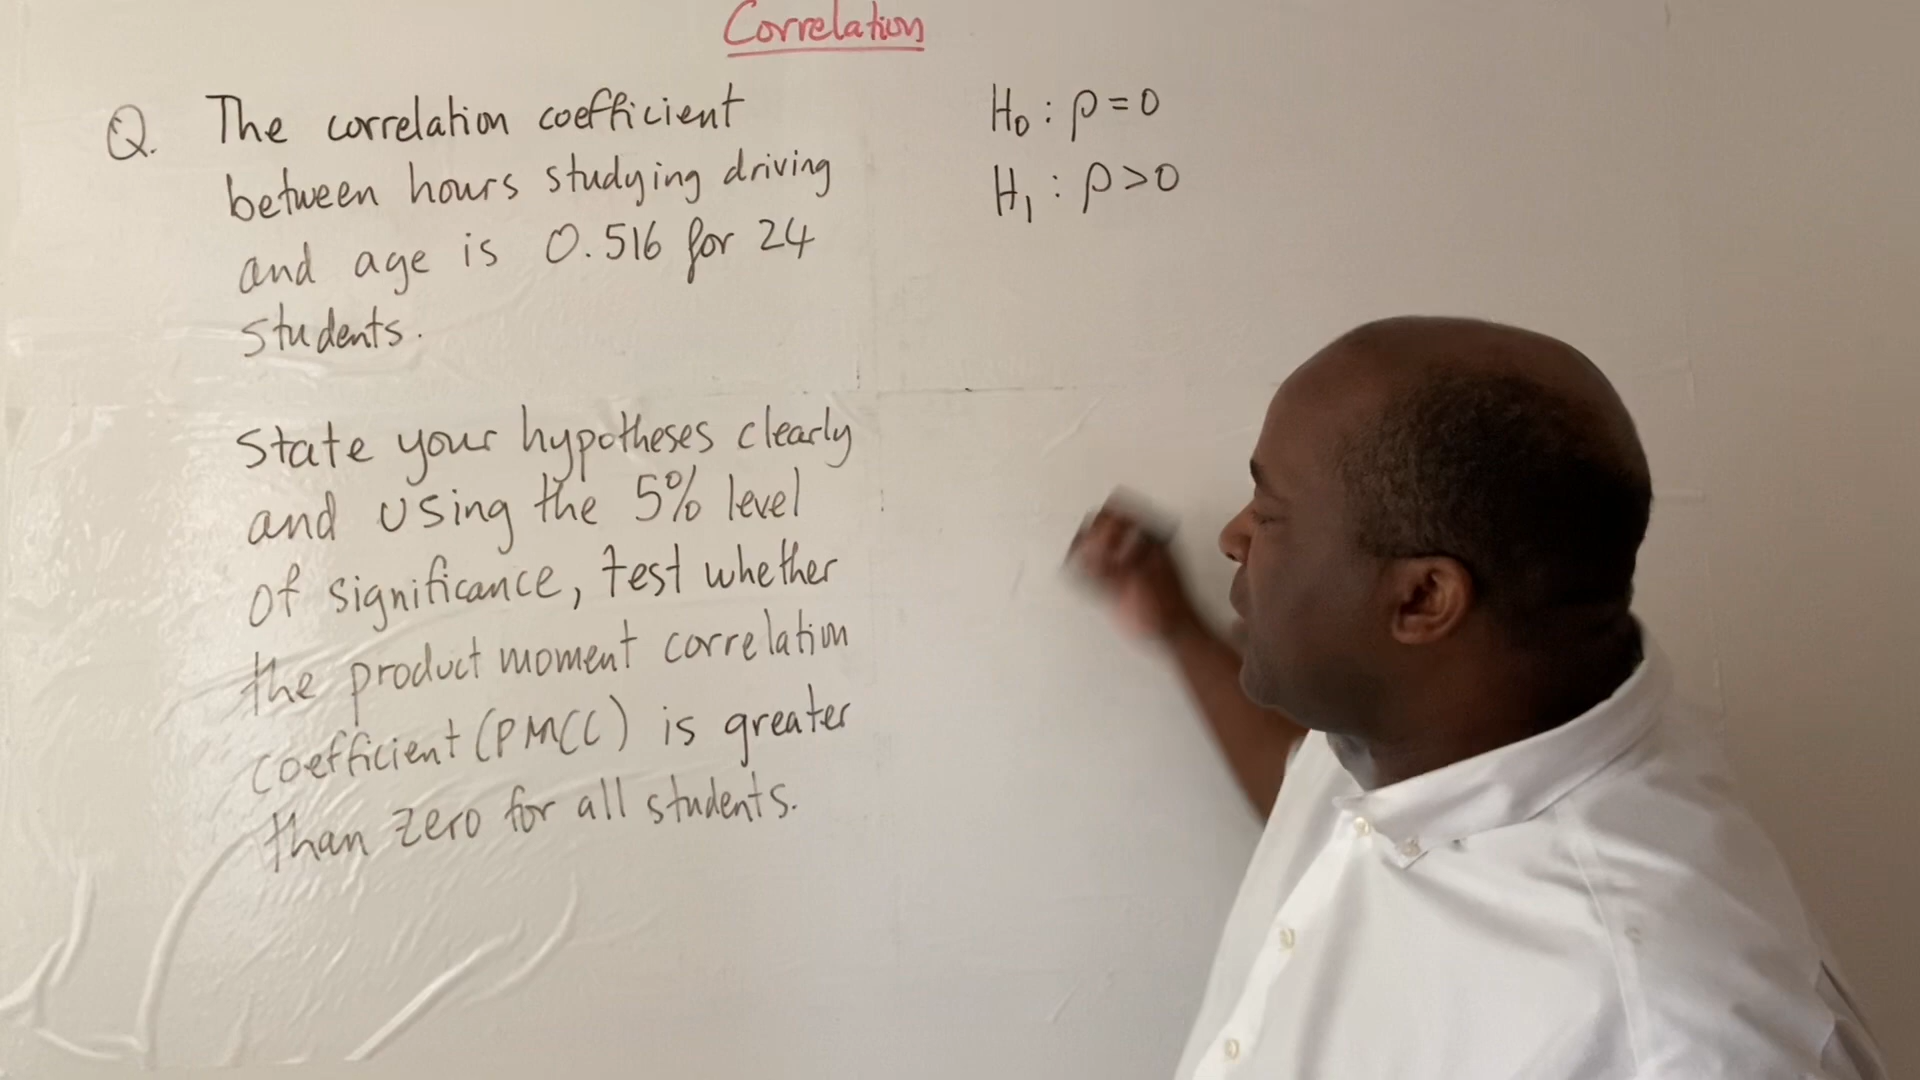 Correlation
Q. The correlation coefficient
between hours studying driving
and age is 0.516 for 24
students.
State your hypotheses clearly
and using the 5% level
of significance, test whether
the product moment correlation
coefficient (PMCC) is greater
than zero for all students.
H₀ : ρ = 0
H₁ : ρ > 0